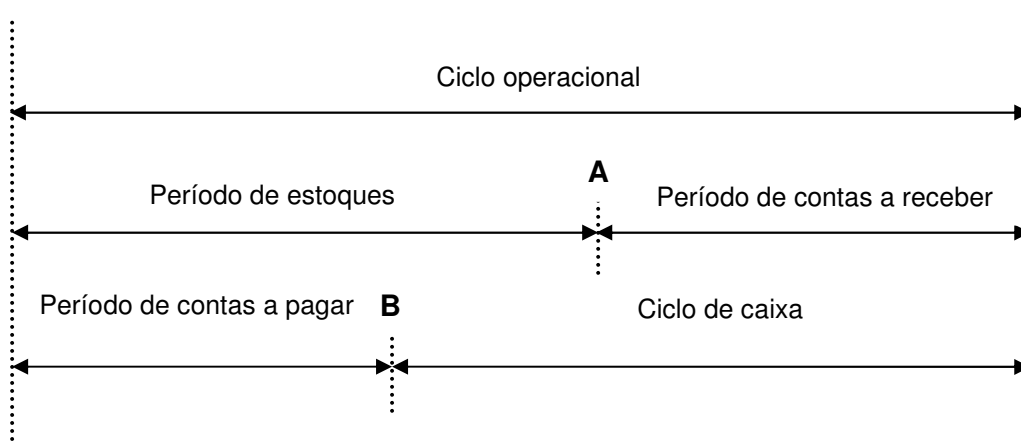 Ciclo operacional
A
Período de estoques
Período de contas a receber
Período de contas a pagar
B
Ciclo de caixa